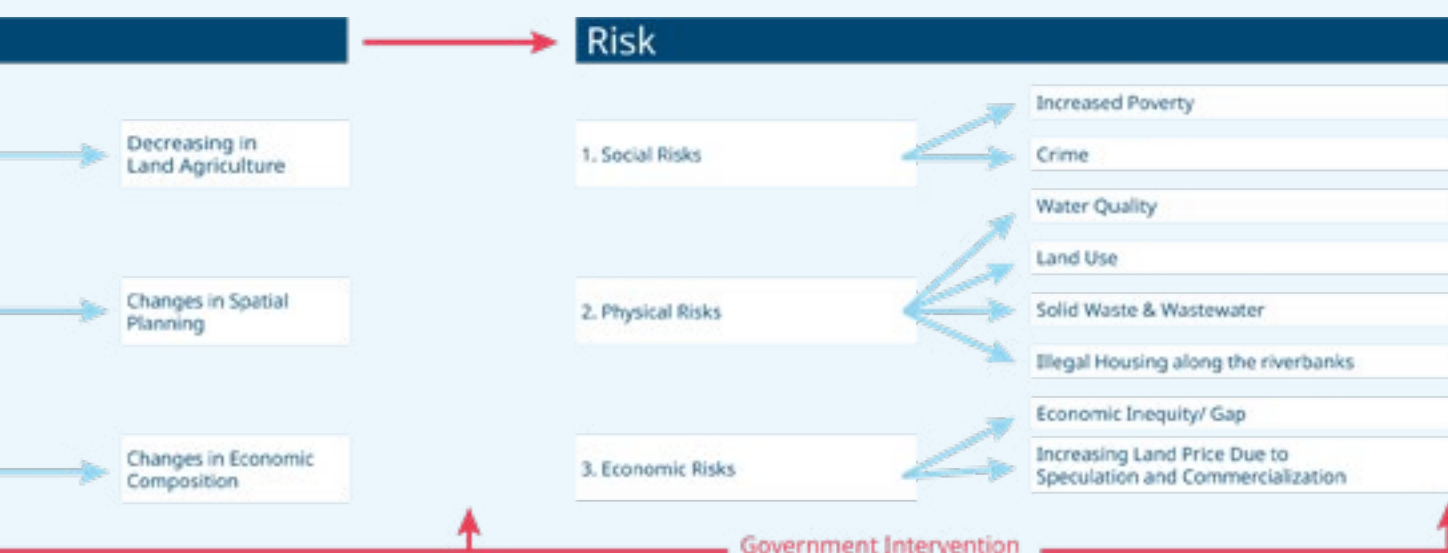 Risk
Decreasing in
Land Agriculture
Changes in Spatial
Planning
Changes in Economic
Composition
1. Social Risks
Increased Poverty
Crime
2. Physical Risks
Water Quality
Land Use
Solid Waste & Wastewater
Illegal Housing along the riverbanks
3. Economic Risks
Economic Inequity/ Gap
Increasing Land Price Due to
Speculation and Commercialization
Government Intervention